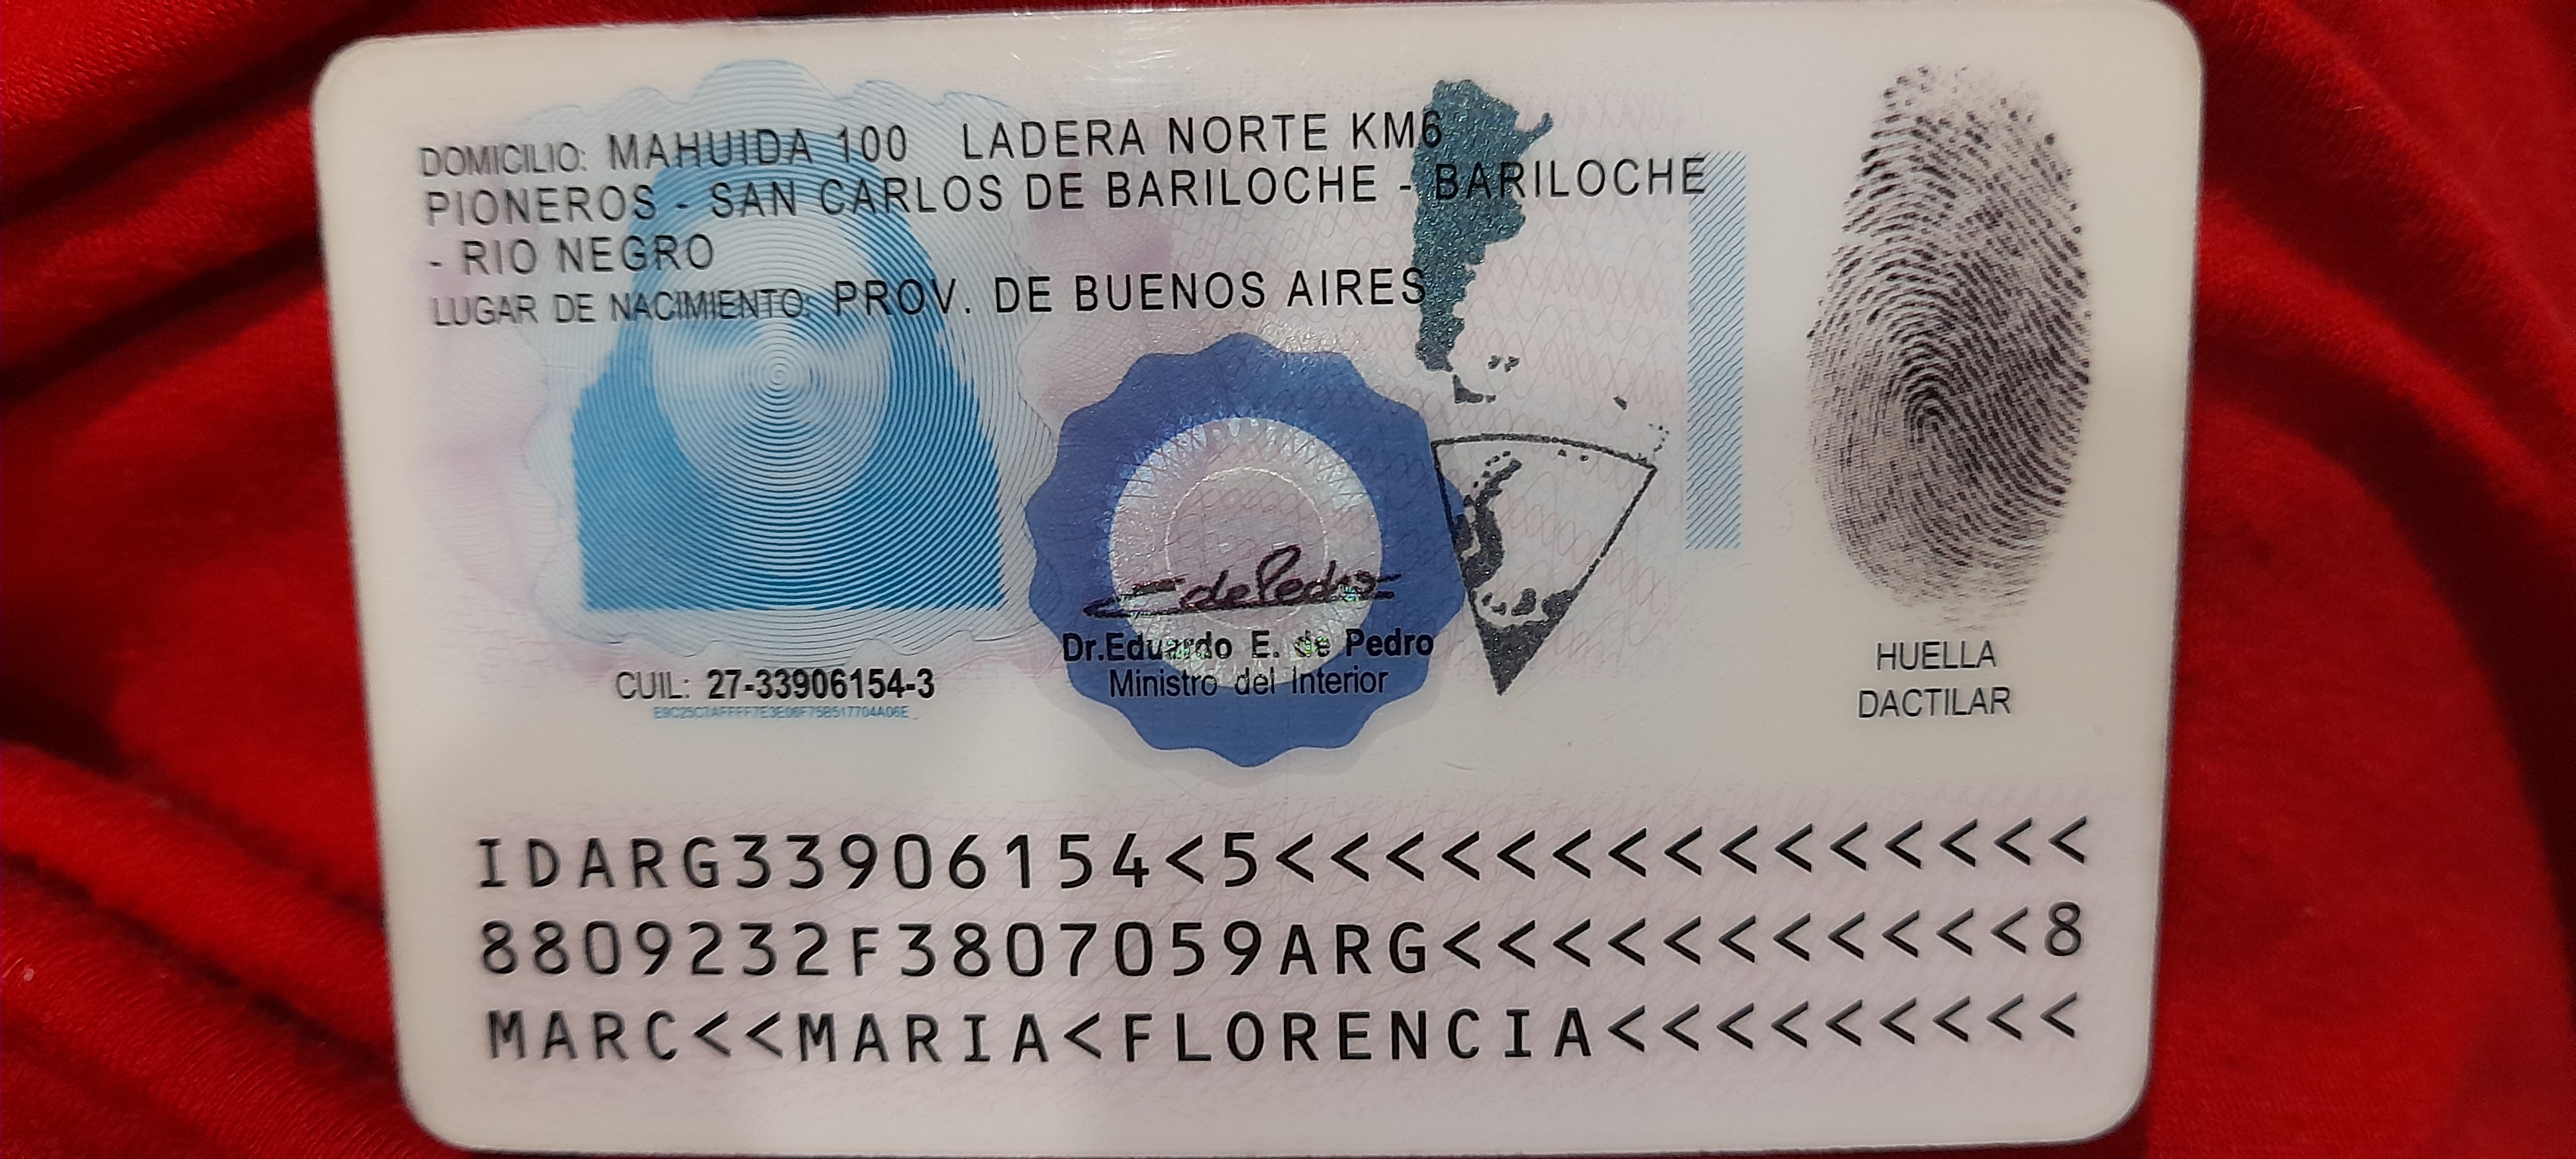 DOMICILIO: MAHUIDA 100 LADERA NORTE KM6
PIONEROS - SAN CARLOS DE BARILOCHE - BARILOCHE
- RIO NEGRO
LUGAR DE NACIMIENTO: PROV. DE BUENOS AIRES
Dr.Eduardo E. de Pedro
Ministro del Interior
CUIL: 27-33906154-3
HUELLA
DACTILAR
IDARG33906154<5<<<<<<<<<<<<<<<
8809232F3807059ARG<<<<<<<<<<<8
MARC<<MARIA<FLORENCIA<<<<<<<<<